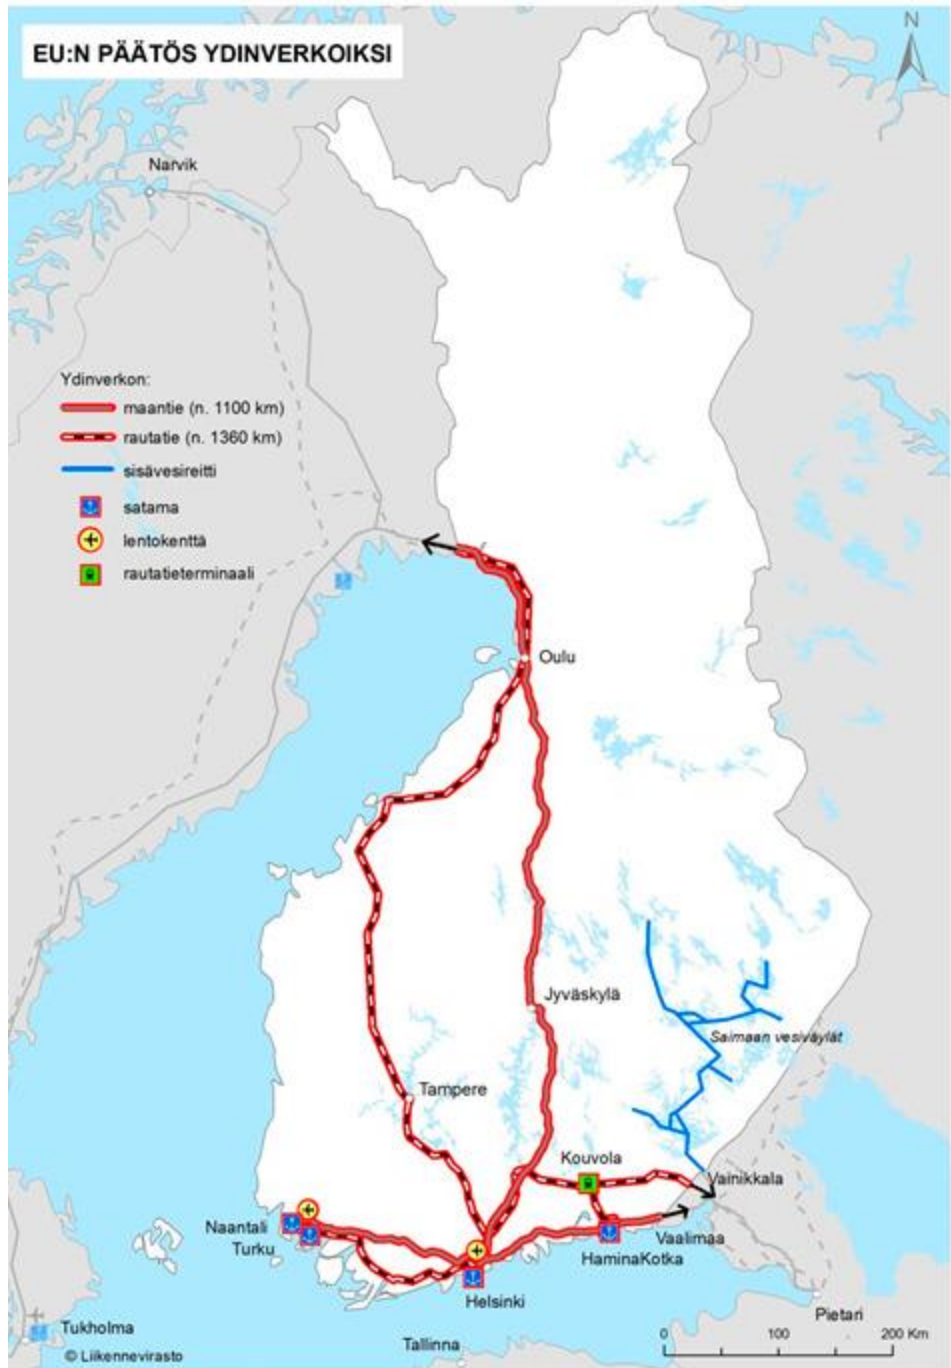 EU:N PÄÄTÖS YDINVERKOIKSI
N
Narvik
Ydinverkon:
maantie (n. 1100 km)
rautatie (n. 1360 km)
sisävesireitti
satama
lentokenttä
rautatieterminaali
Oulu
Jyväskylä
Saimaan vesiväylät
Tampere
Kouvola
Vainikkala
Naantali
Turku
Vaalimaa
HaminaKotka
Helsinki
Pietari
Tukholma
Tallinna
0 100 200 Km
© Liikennevirasto